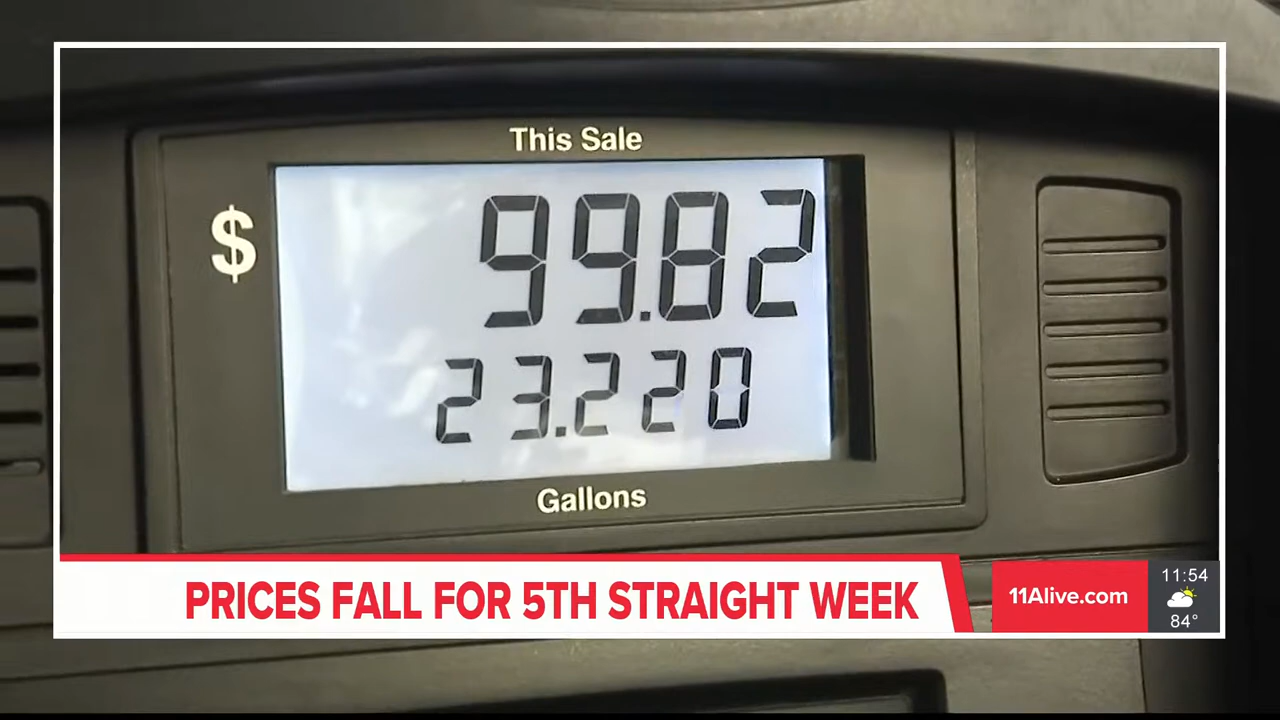 This Sale
$
99.82
23.220
Gallons
PRICES FALL FOR 5TH STRAIGHT WEEK
11Alive.com
11:54
84°